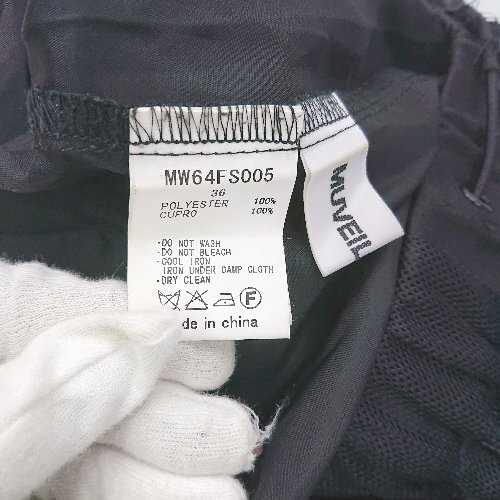 MW64FS005
36
POLYESTER 100%
CUPRO 100%
·DO NOT WASH
·DO NOT BLEACH
·COOL IRON
IRON UNDER DAMP CLOTH
·DRY CLEAN
F
de in china
MUVEIL